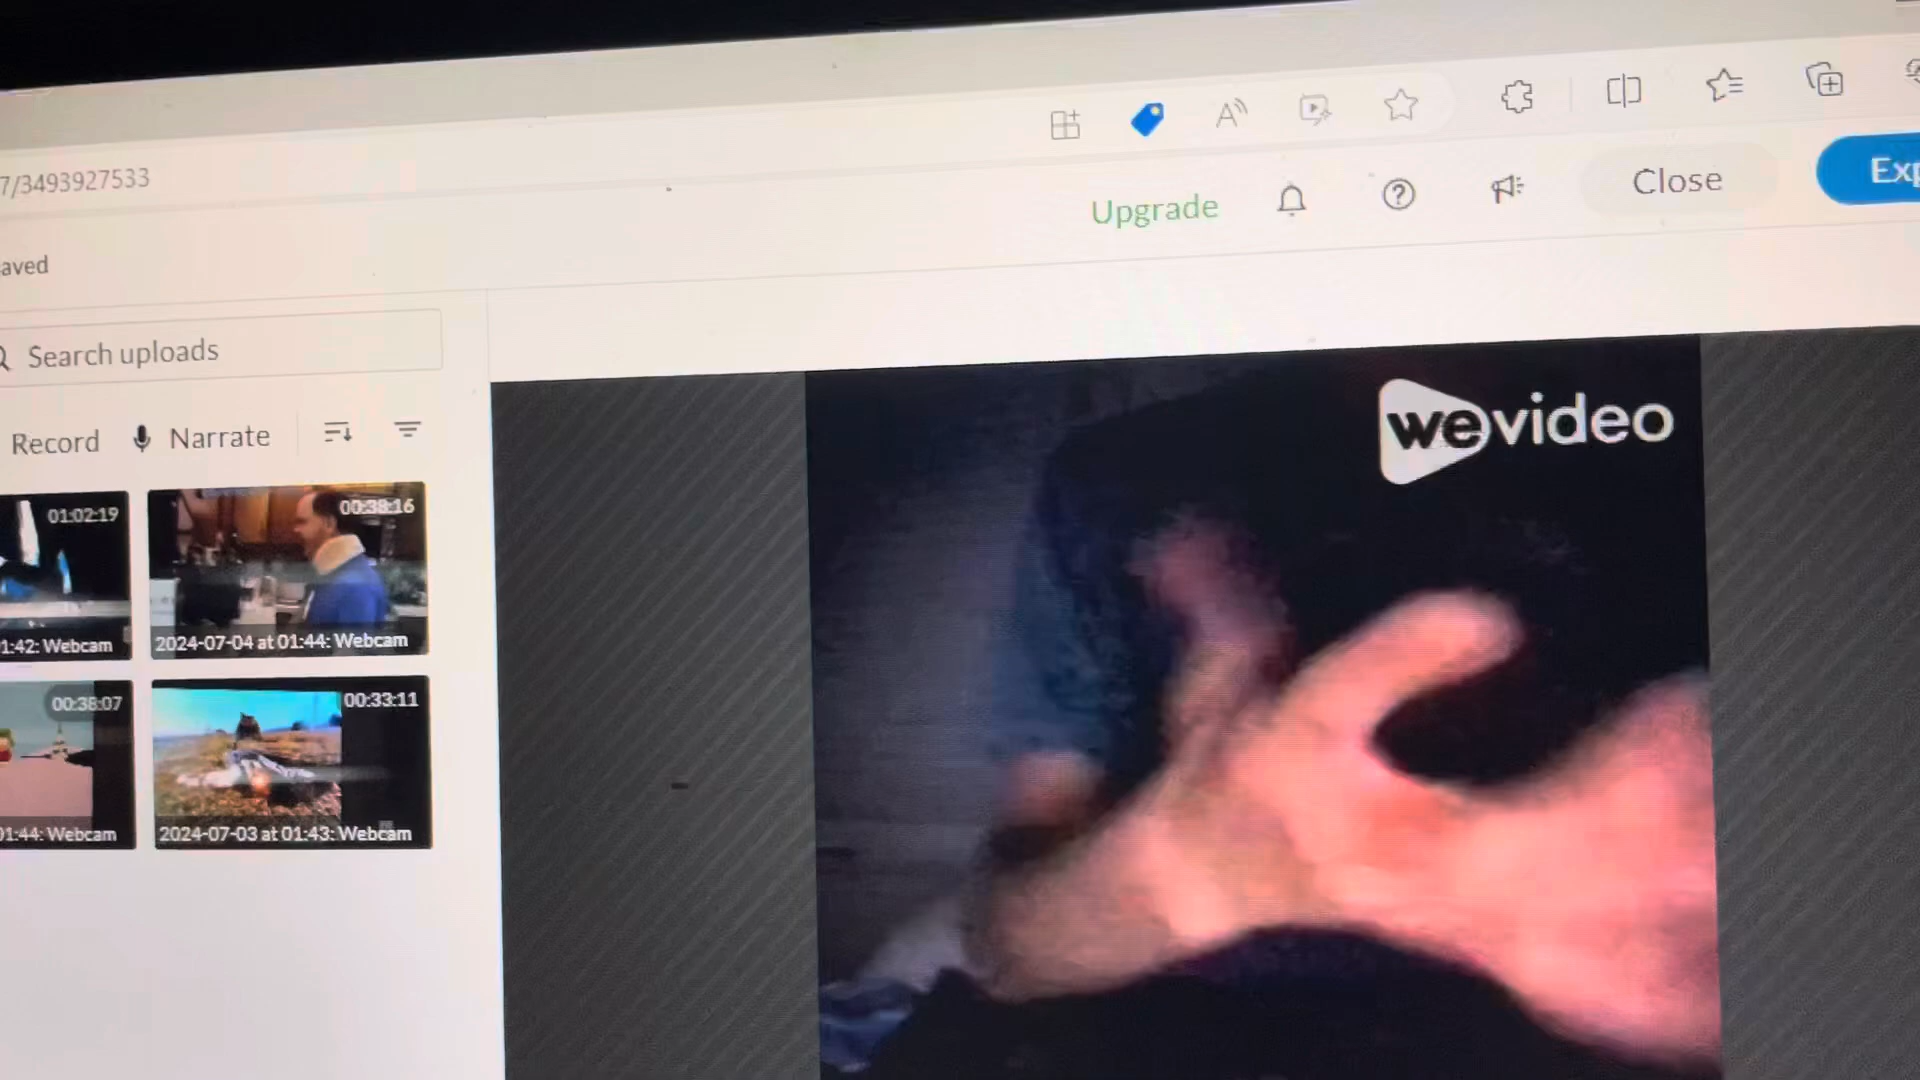 7/3493927533
Upgrade
Close
Exp
aved
Search uploads
Record
Narrate
wevideo
01:02:19
00:38:16
1:42: Webcam
2024-07-04 at 01:44: Webcam
00:38:07
00:33:11
01:44: Webcam
2024-07-03 at 01:43: Webcam